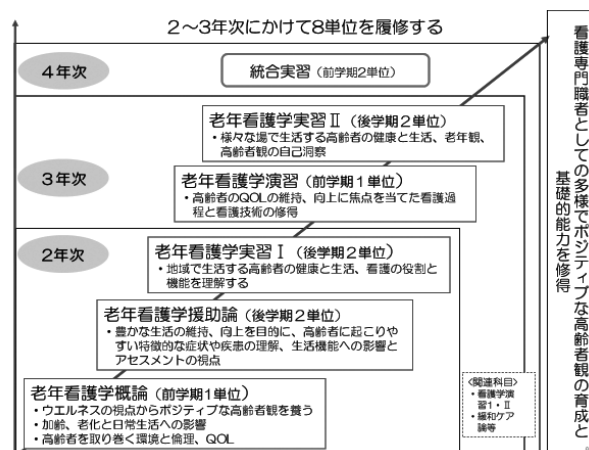 2～3年次にかけて8単位を履修する
4年次
統合実習（前学期2単位）
老年看護学実習Ⅱ（後学期2単位）
・様々な場で生活する高齢者の健康と生活、老年観、
高齢者観の自己洞察
3年次
老年看護学演習（前学期1単位）
・高齢者のQOLの維持、向上に焦点を当てた看護過
程と看護技術の修得
2年次
老年看護学実習Ⅰ（後学期2単位）
・地域で生活する高齢者の健康と生活、看護の役割と
機能を理解する
老年看護学援助論（後学期2単位）
・豊かな生活の維持、向上を目的に、高齢者に起こりや
すい特徴的な症状や疾患の理解、生活機能への影響と
アセスメントの視点
老年看護学概論（前学期1単位）
・ウエルネスの視点からポジティブな高齢者観を養う
・加齢、老化と日常生活への影響
・高齢者を取り巻く環境と倫理、QOL
<関連科目>
・看護学演
習1・Ⅱ
・緩和ケア
論等
看護専門職者としての多様でポジティブな高齢者観の育成と
基礎的能力を修得